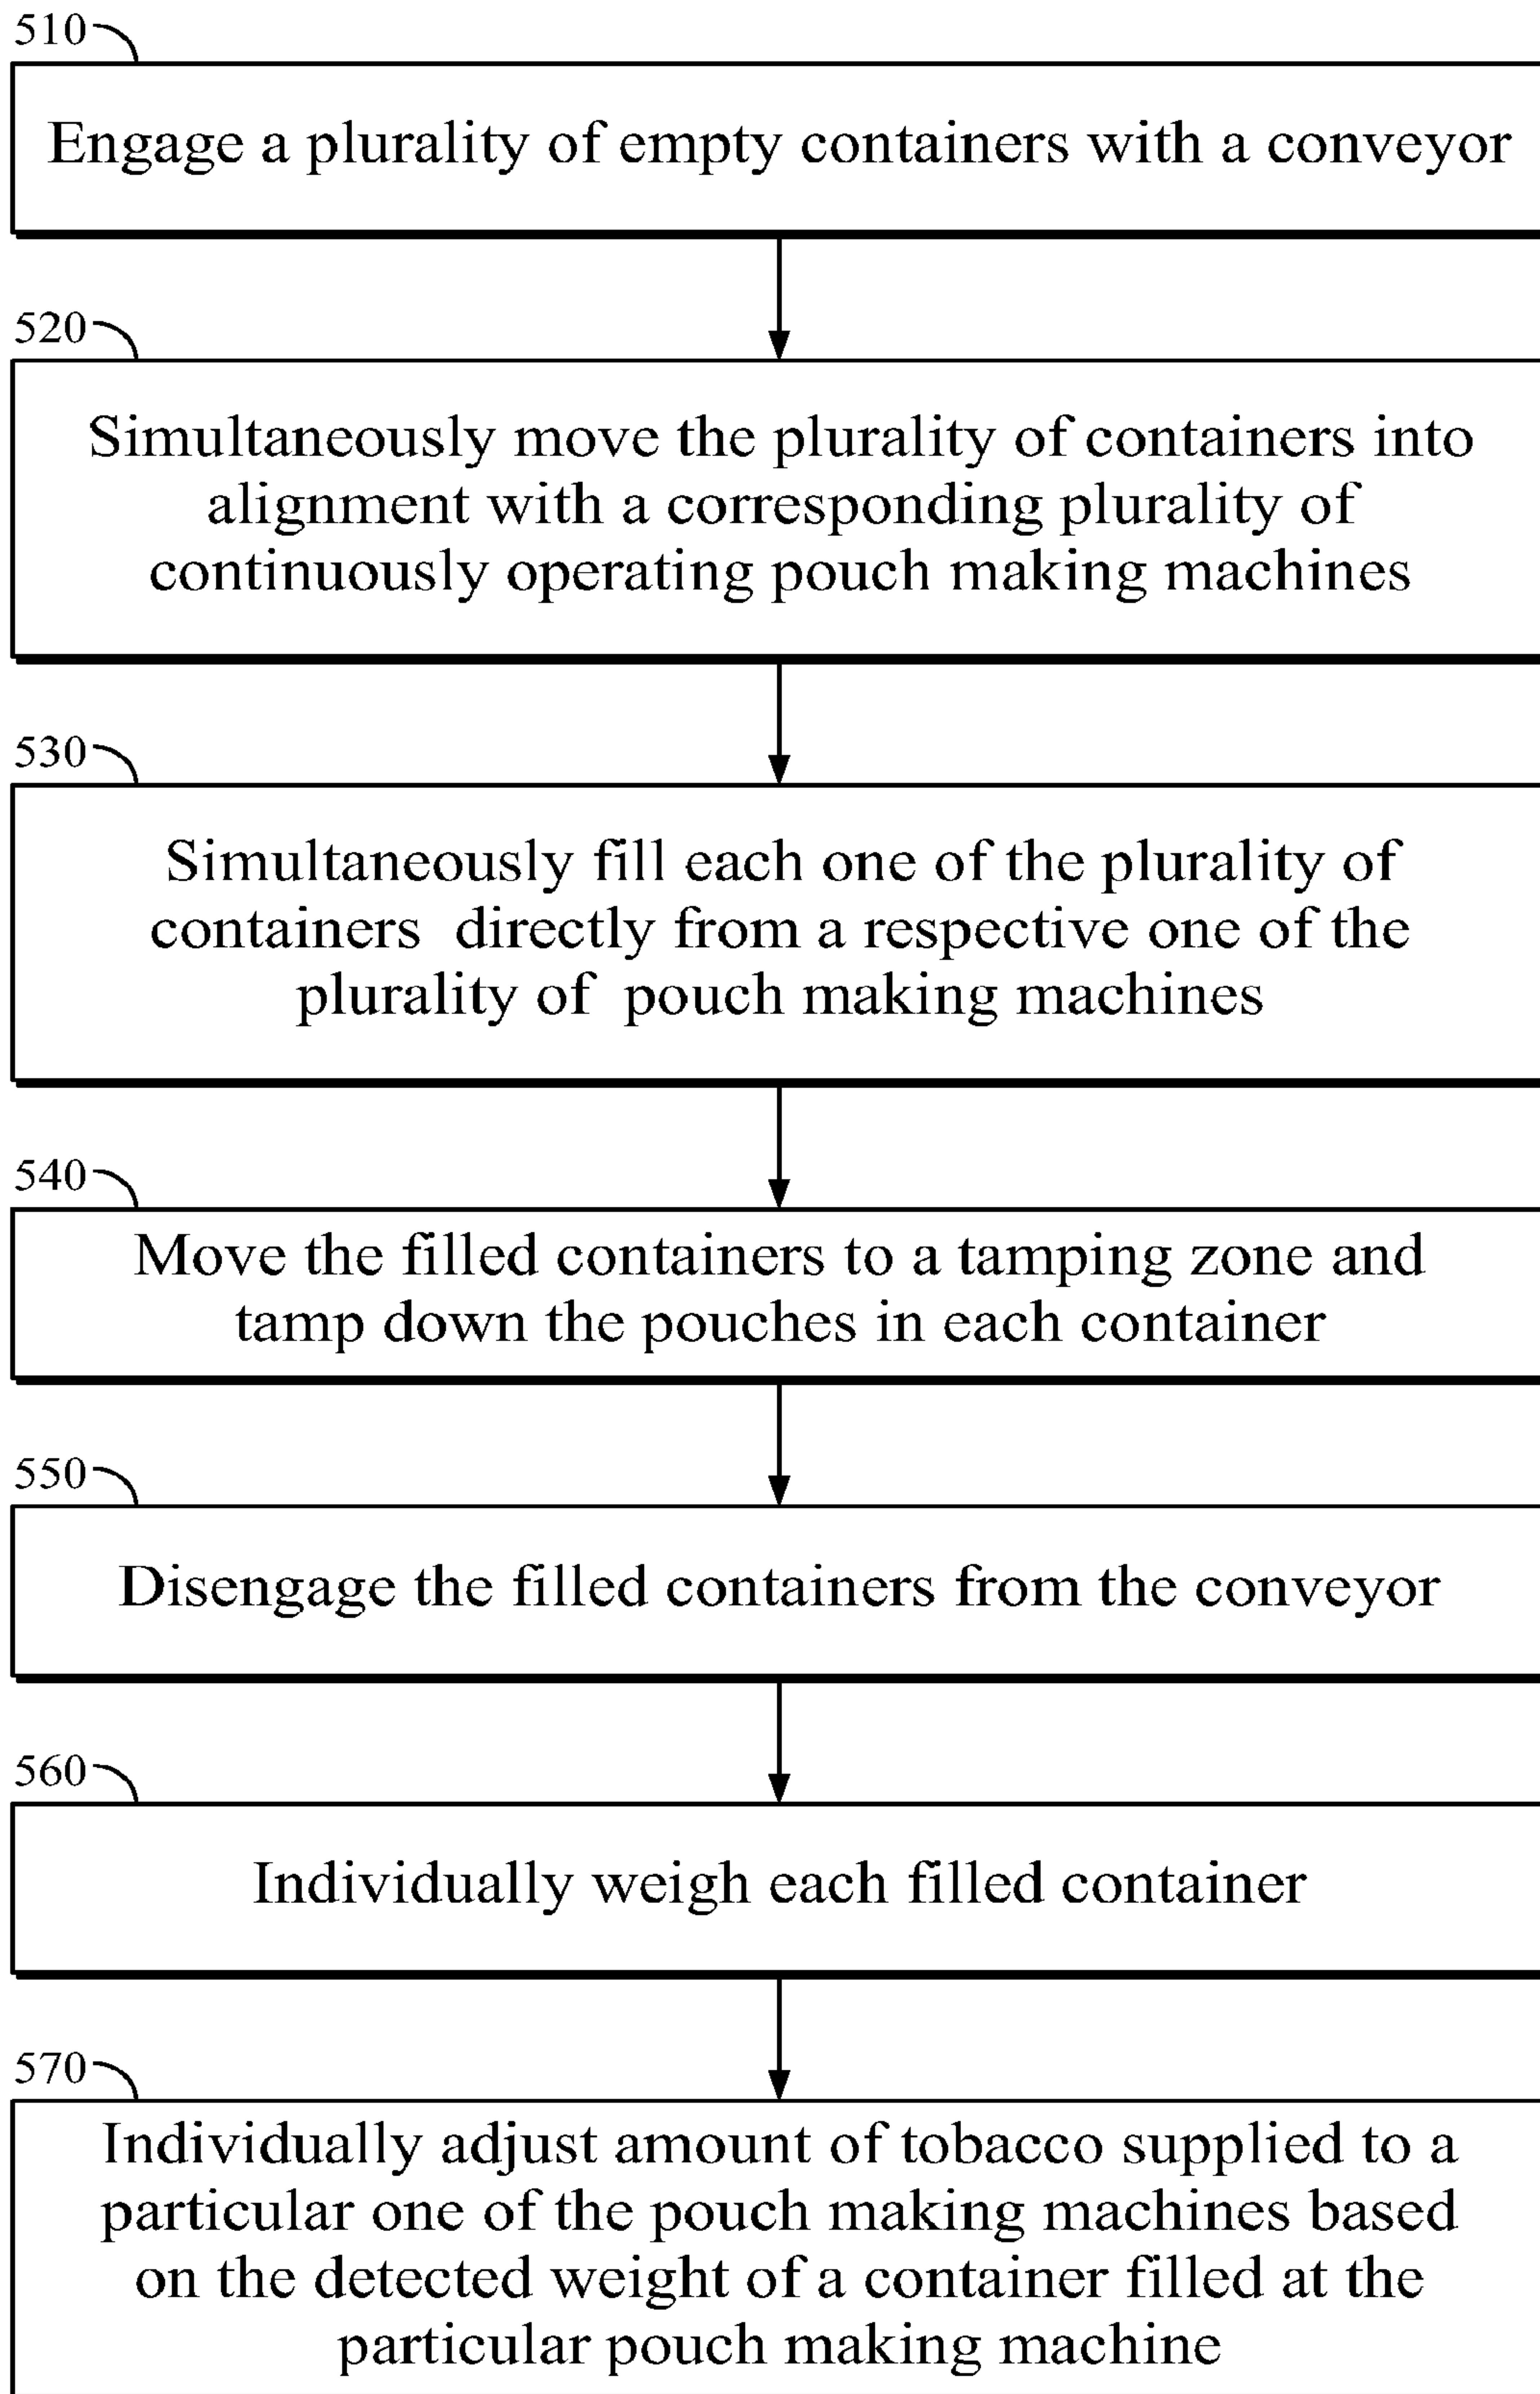 510
Engage a plurality of empty containers with a conveyor
520
Simultaneously move the plurality of containers into
alignment with a corresponding plurality of
continuously operating pouch making machines
530
Simultaneously fill each one of the plurality of
containers directly from a respective one of the
plurality of pouch making machines
540
Move the filled containers to a tamping zone and
tamp down the pouches in each container
550
Disengage the filled containers from the conveyor
560
Individually weigh each filled container
570
Individually adjust amount of tobacco supplied to a
particular one of the pouch making machines based
on the detected weight of a container filled at the
particular pouch making machine